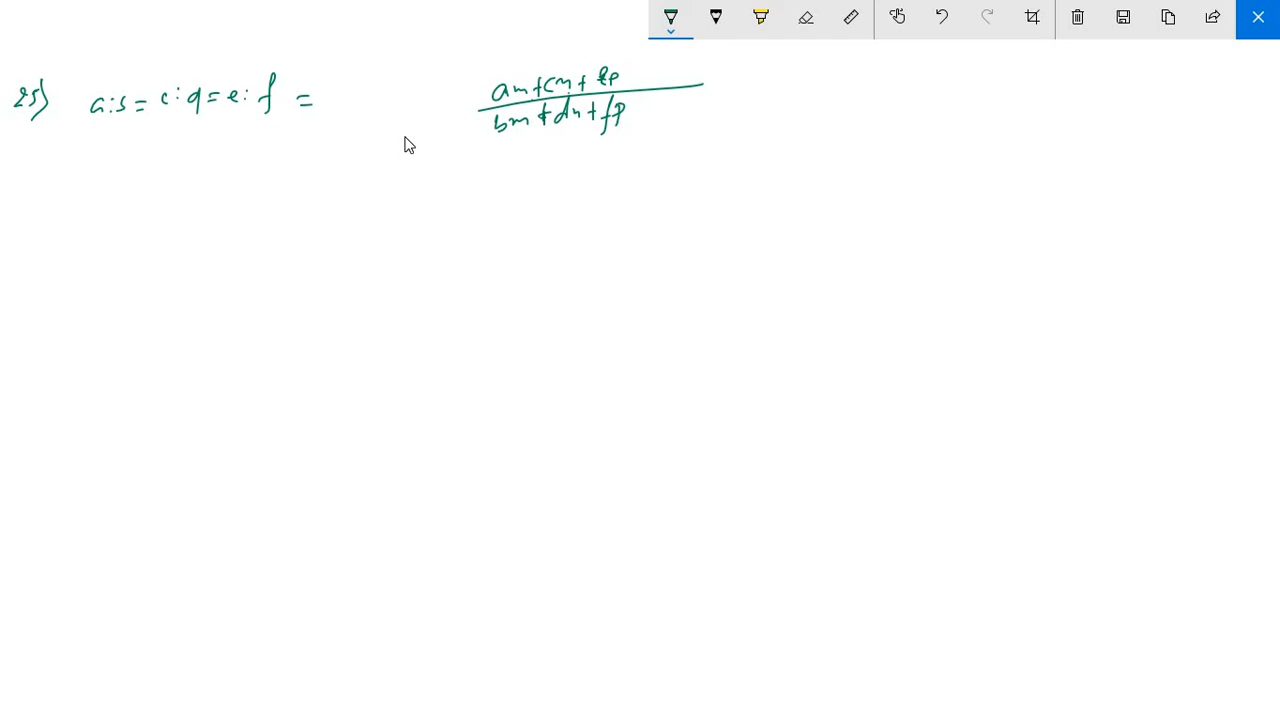 25) a:s = c:q = e:f = 
am+cn+ep
bm+dn+fp